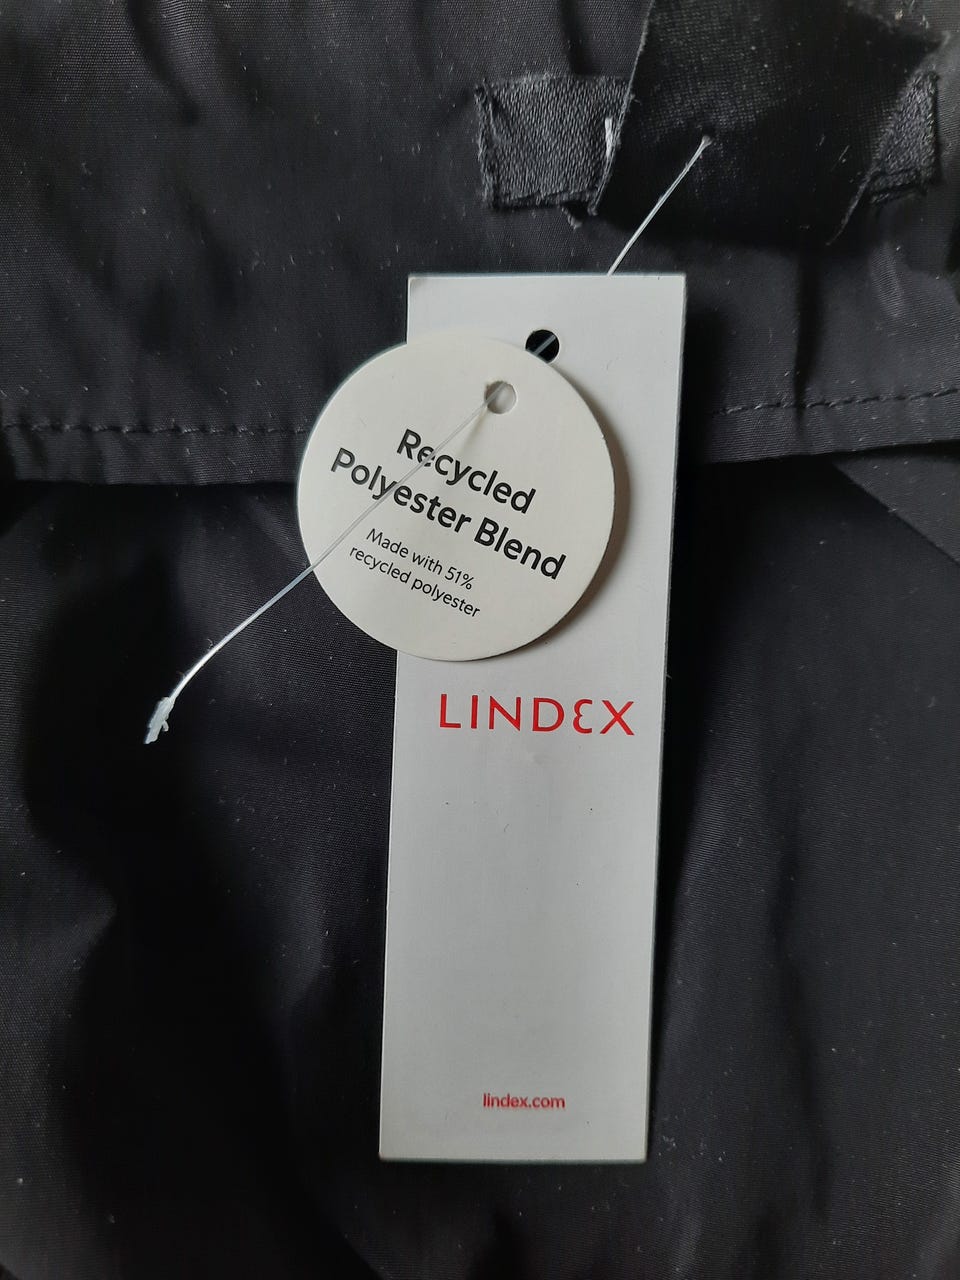 Recycled
Polyester Blend
Made with 51%
recycled polyester
LINDEX
lindex.com